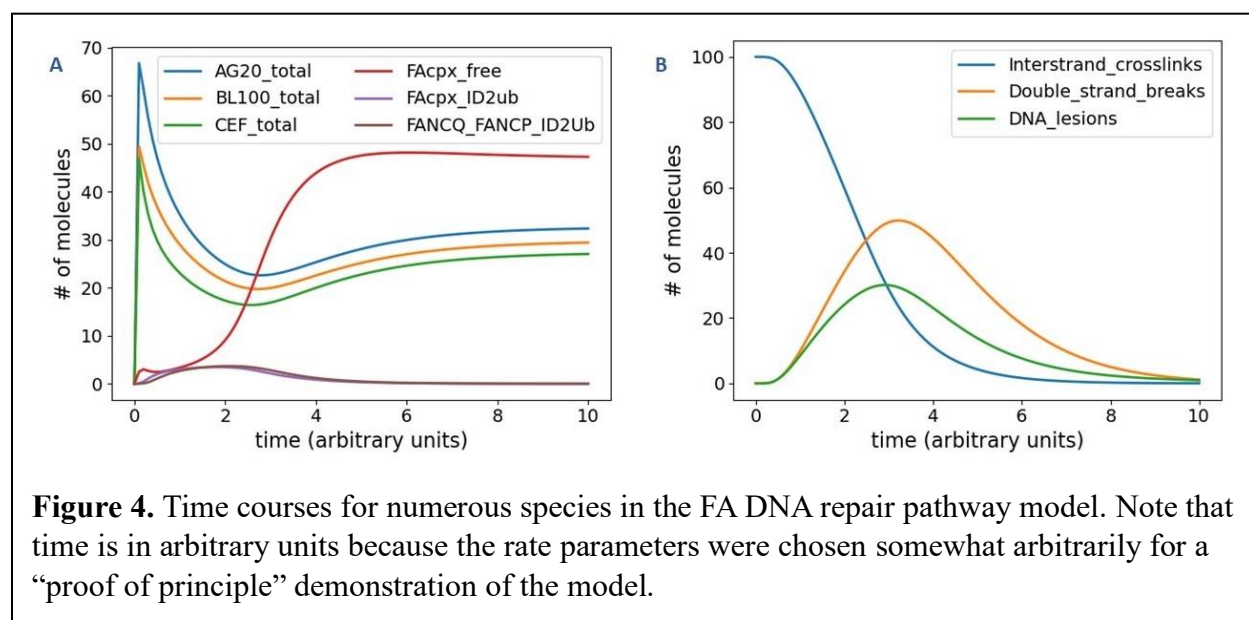 A
AG20_total
BL100_total
CEF_total
FAcpx_free
FAcpx_ID2ub
FANCQ_FANCP_ID2Ub
# of molecules
70
60
50
40
30
20
10
0
0 2 4 6 8 10
time (arbitrary units)
B
Interstrand_crosslinks
Double_strand_breaks
DNA_lesions
# of molecules
100
80
60
40
20
0
0 2 4 6 8 10
time (arbitrary units)
Figure 4. Time courses for numerous species in the FA DNA repair pathway model. Note that
time is in arbitrary units because the rate parameters were chosen somewhat arbitrarily for a
“proof of principle” demonstration of the model.